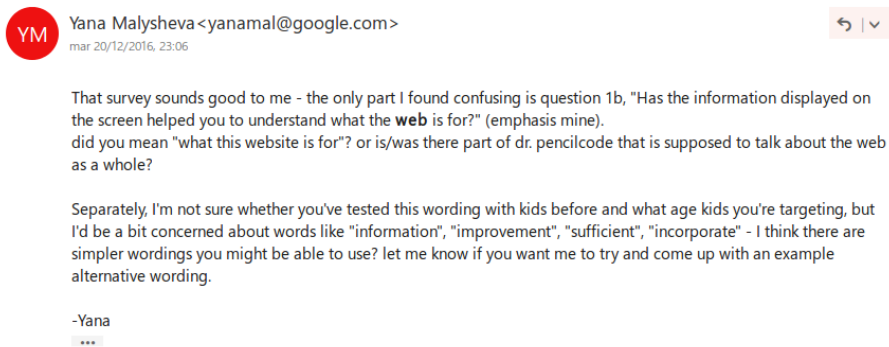 YM
Yana Malysheva<yanamal@google.com>
mar 20/12/2016, 23:06
That survey sounds good to me - the only part I found confusing is question 1b, "Has the information displayed on
the screen helped you to understand what the web is for?" (emphasis mine).
did you mean "what this website is for"? or is/was there part of dr. pencilcode that is supposed to talk about the web
as a whole?
Separately, I'm not sure whether you've tested this wording with kids before and what age kids you're targeting, but
I'd be a bit concerned about words like "information", "improvement", "sufficient", "incorporate" - I think there are
simpler wordings you might be able to use? let me know if you want me to try and come up with an example
alternative wording.
-Yana
•••